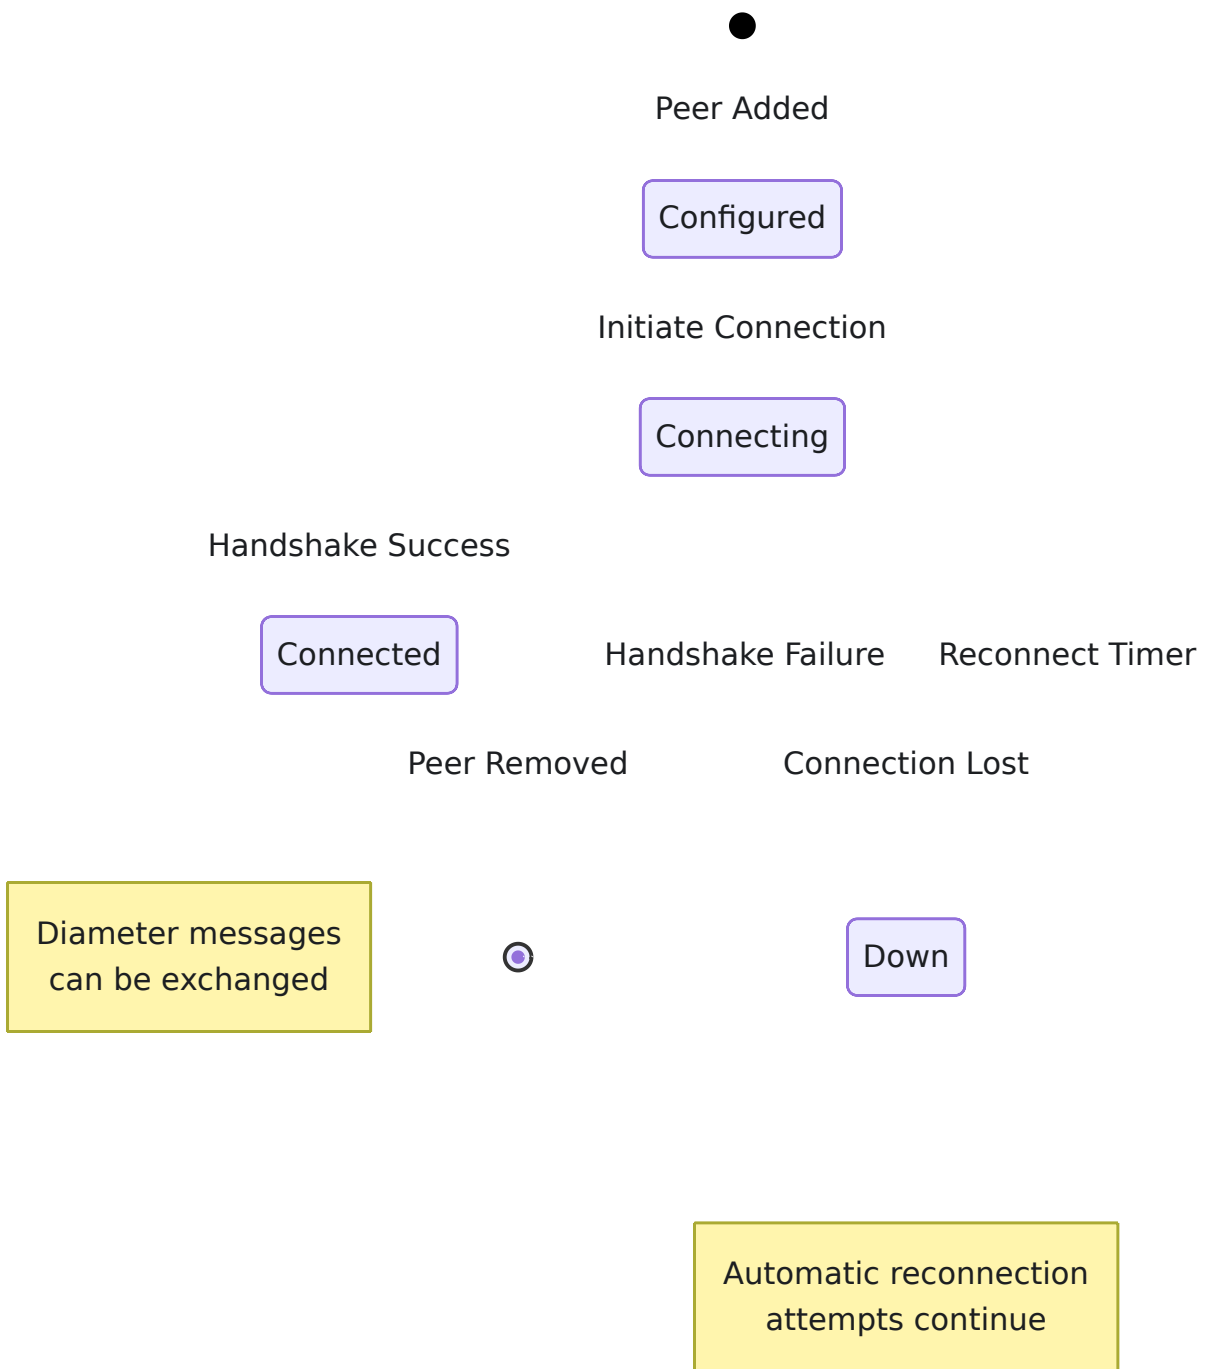 Peer Added
Configured
Initiate Connection
Connecting
Handshake Success
Connected
Handshake Failure
Reconnect Timer
Peer Removed
Connection Lost
Diameter messages
can be exchanged
Down
Automatic reconnection
attempts continue